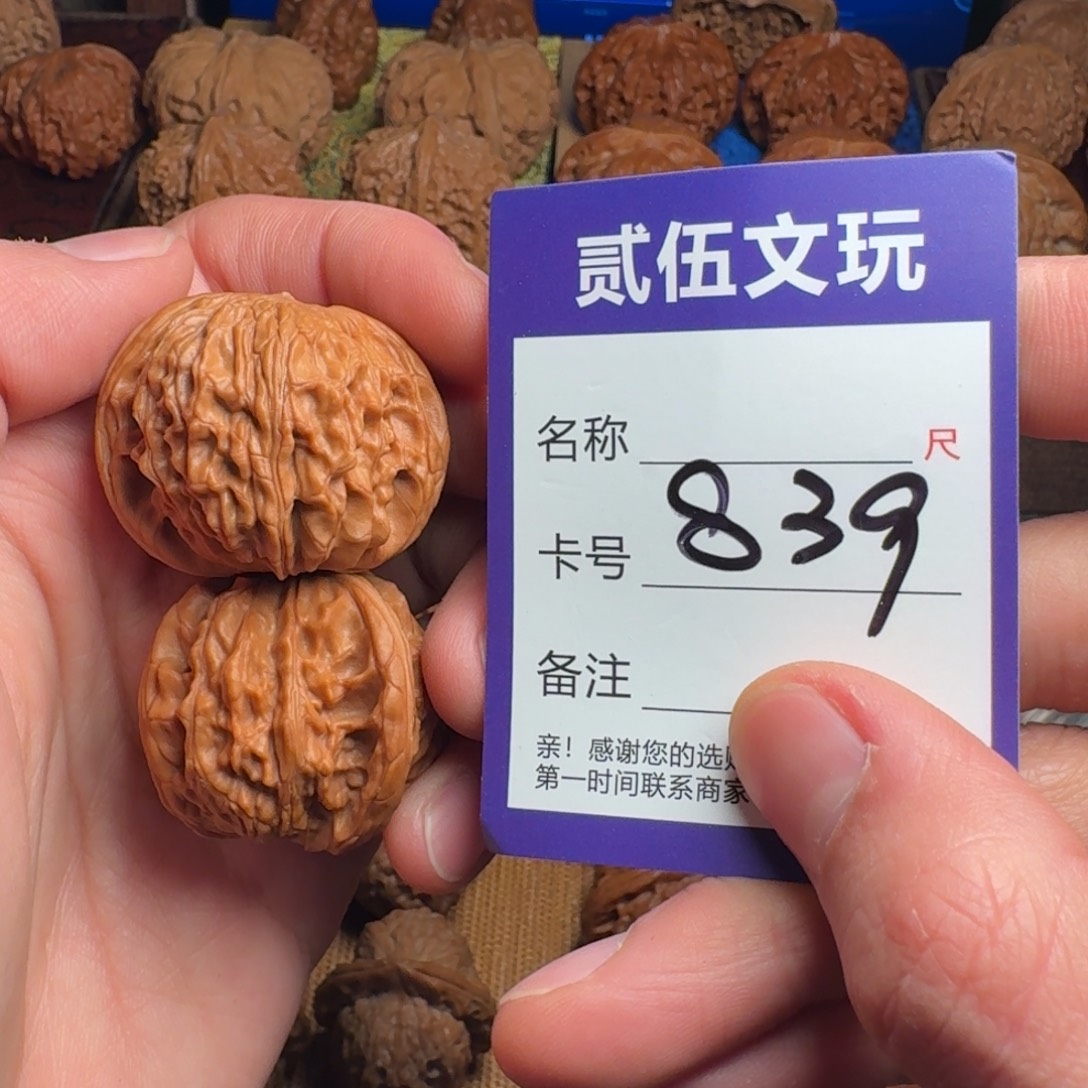 贰伍文玩
名称 尺
卡号 839
备注
亲！感谢您的选
第一时间联系商家